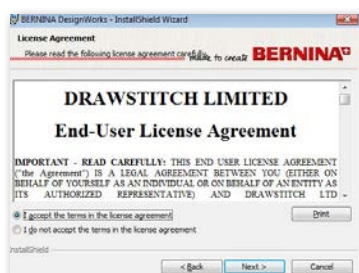 BERNINA DesignWorks - InstallShield Wizard
License Agreement
Please read the following license agreement carefully.
made to create BERNINA
DRAWSTITCH LIMITED
End-User License Agreement
IMPORTANT - READ CAREFULLY: THIS END USER LICENSE AGREEMENT
("the Agreement") IS A LEGAL AGREEMENT BETWEEN YOU (EITHER ON
BEHALF OF YOURSELF AS AN INDIVIDUAL OR ON BEHALF OF AN ENTITY AS
ITS AUTHORIZED REPRESENTATIVE) AND DRAWSTITCH LTD -
I accept the terms in the license agreement
Print
I do not accept the terms in the license agreement
InstallShield
< Back
Next >
Cancel